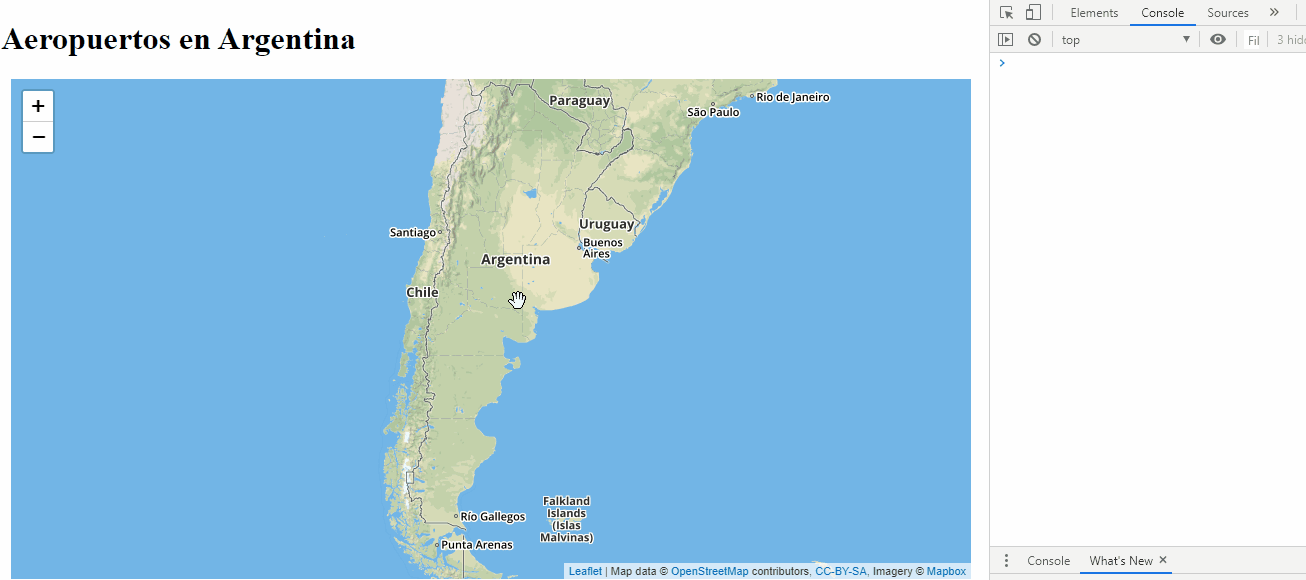 Aeropuertos en Argentina
+
−
Paraguay
Rio de Janeiro
São Paulo
Uruguay
Santiago
Buenos
Aires
Argentina
Chile
Falkland
Islands
(Islas
Malvinas)
Río Gallegos
Punta Arenas
Leaflet | Map data © OpenStreetMap contributors, CC-BY-SA, Imagery © Mapbox
Elements Console Sources »
top ▼ Fil 3 hidd
>
Console What's New ×